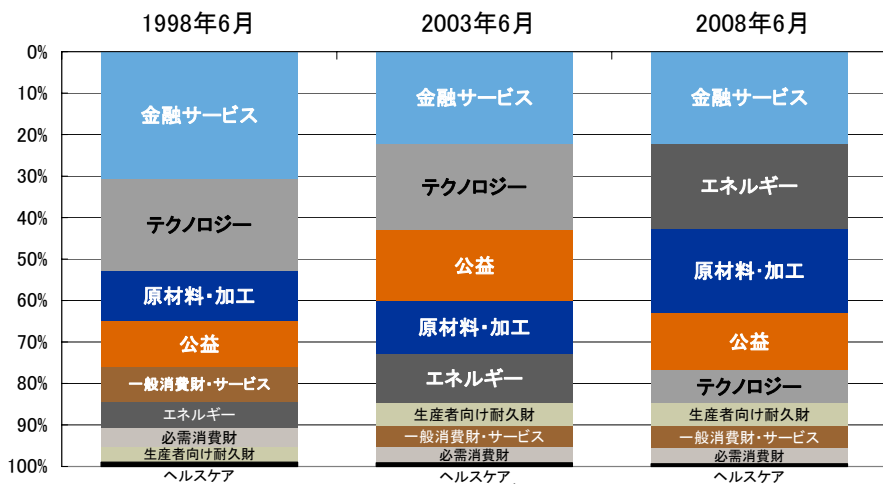 1998年6月
2003年6月
2008年6月
0%
10%
20%
30%
40%
50%
60%
70%
80%
90%
100%
金融サービス
テクノロジー
原材料・加工
公益
一般消費財・サービス
エネルギー
必需消費財
生産者向け耐久財
ヘルスケア
金融サービス
テクノロジー
公益
原材料・加工
エネルギー
生産者向け耐久財
一般消費財・サービス
必需消費財
ヘルスケア
金融サービス
エネルギー
原材料・加工
公益
テクノロジー
生産者向け耐久財
一般消費財・サービス
必需消費財
ヘルスケア